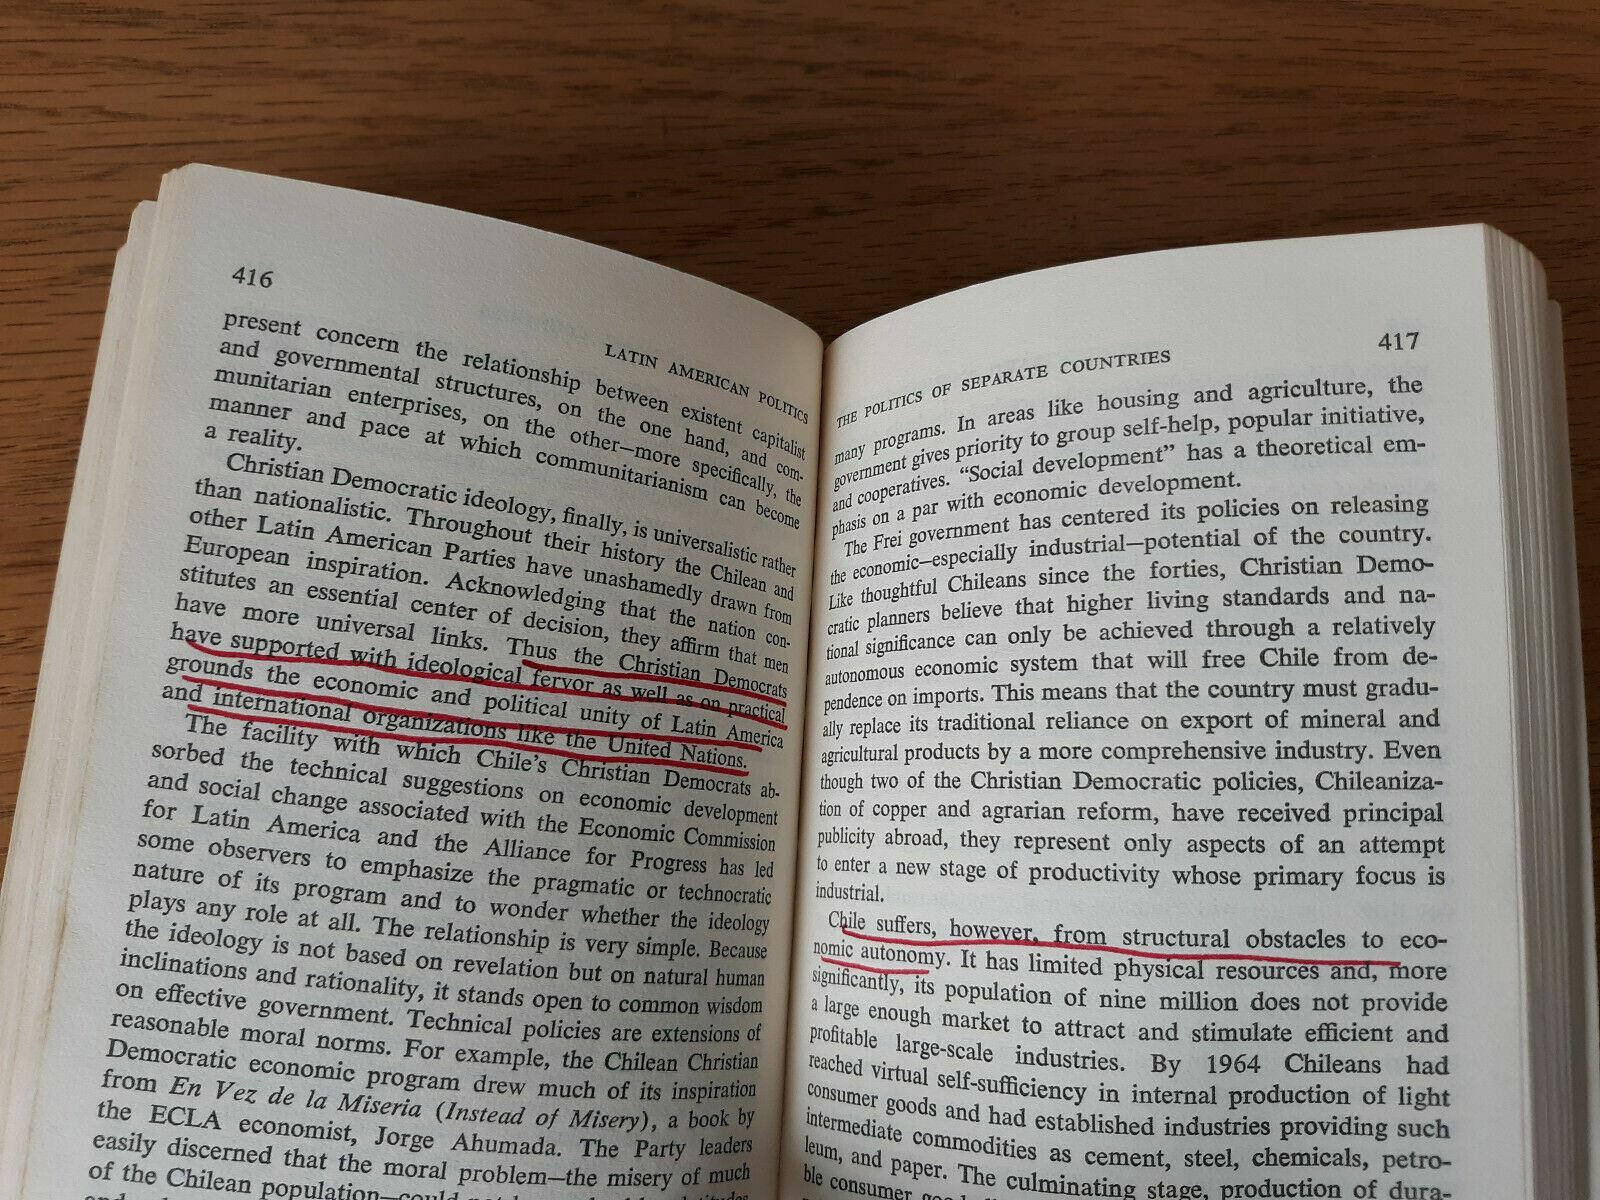 416
LATIN AMERICAN POLITICS
present concern the relationship between existent capitalist
and governmental structures, on the one hand, and com-
munitarian enterprises, on the other—more specifically, the
manner and pace at which communitarianism can become
a reality.
Christian Democratic ideology, finally, is universalistic rather
than nationalistic. Throughout their history the Chilean and
other Latin American Parties have unashamedly drawn from
European inspiration. Acknowledging that the nation con-
stitutes an essential center of decision, they affirm that men
have more universal links. Thus the Christian Democrats
have supported with ideological fervor as well as on practical
grounds the economic and political unity of Latin America
and international organizations like the United Nations.
The facility with which Chile's Christian Democrats ab-
sorbed the technical suggestions on economic development
and social change associated with the Economic Commission
for Latin America and the Alliance for Progress has led
some observers to emphasize the pragmatic or technocratic
nature of its program and to wonder whether the ideology
plays any role at all. The relationship is very simple. Because
the ideology is not based on revelation but on natural human
inclinations and rationality, it stands open to common wisdom
on effective government. Technical policies are extensions of
reasonable moral norms. For example, the Chilean Christian
Democratic economic program drew much of its inspiration
from En Vez de la Miseria (Instead of Misery), a book by
the ECLA economist, Jorge Ahumada. The Party leaders
easily discerned that the moral problem—the misery of much
of the Chilean population—could
THE POLITICS OF SEPARATE COUNTRIES
417
many programs. In areas like housing and agriculture, the
government gives priority to group self-help, popular initiative,
and cooperatives. "Social development" has a theoretical em-
phasis on a par with economic development.
The Frei government has centered its policies on releasing
the economic—especially industrial—potential of the country.
Like thoughtful Chileans since the forties, Christian Demo-
cratic planners believe that higher living standards and na-
tional significance can only be achieved through a relatively
autonomous economic system that will free Chile from de-
pendence on imports. This means that the country must gradu-
ally replace its traditional reliance on export of mineral and
agricultural products by a more comprehensive industry. Even
though two of the Christian Democratic policies, Chileaniza-
tion of copper and agrarian reform, have received principal
publicity abroad, they represent only aspects of an attempt
to enter a new stage of productivity whose primary focus is
industrial.
Chile suffers, however, from structural obstacles to eco-
nomic autonomy. It has limited physical resources and, more
significantly, its population of nine million does not provide
a large enough market to attract and stimulate efficient and
profitable large-scale industries. By 1964 Chileans had
reached virtual self-sufficiency in internal production of light
consumer goods and had established industries providing such
intermediate commodities as cement, steel, chemicals, petro-
leum, and paper. The culminating stage, production of dura-
ble consumer